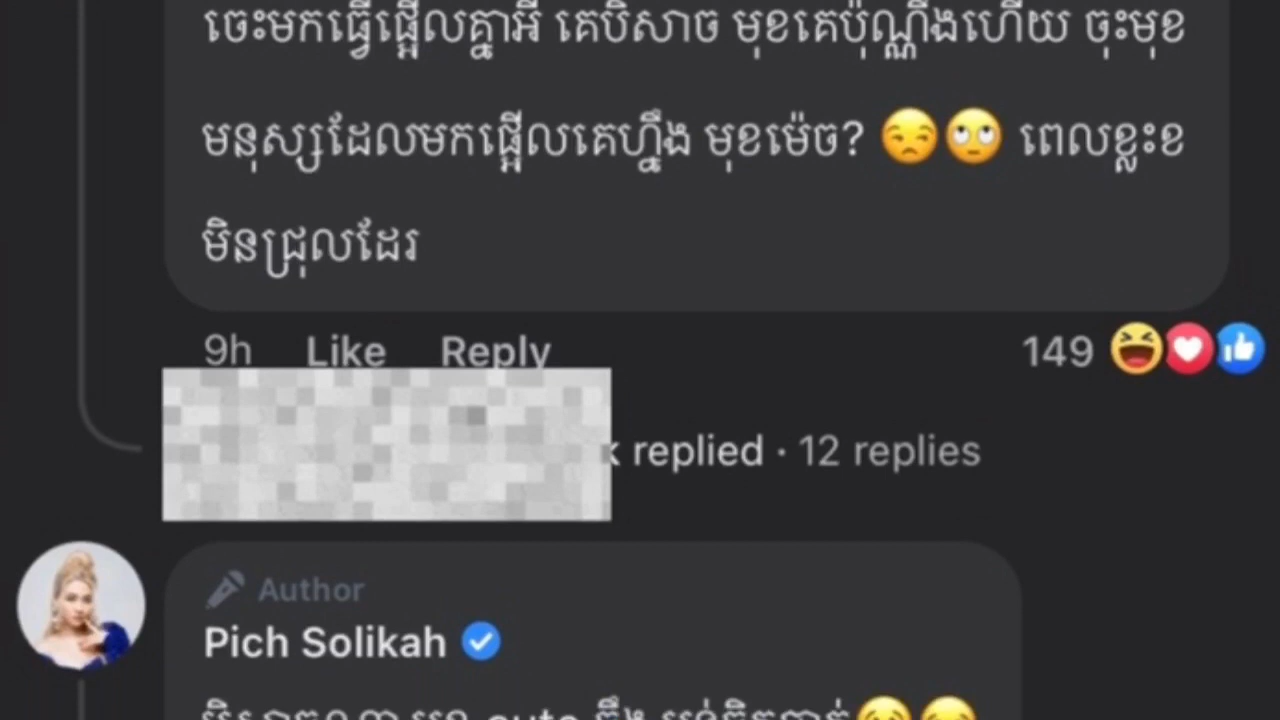 ចេះមកធ្វើផ្អើលគ្នាអី គេបិសាច មុខគេប៉ុណ្ណឹងហើយ ចុះមុខ
មនុស្សដែលមកផ្អើលគេហ្នឹង មុខម៉េច? 😒🙄 ពេលខ្លះខ
មិនជ្រុលដែរ
9h Like Reply 149
replied · 12 replies
Author
Pich Solikah